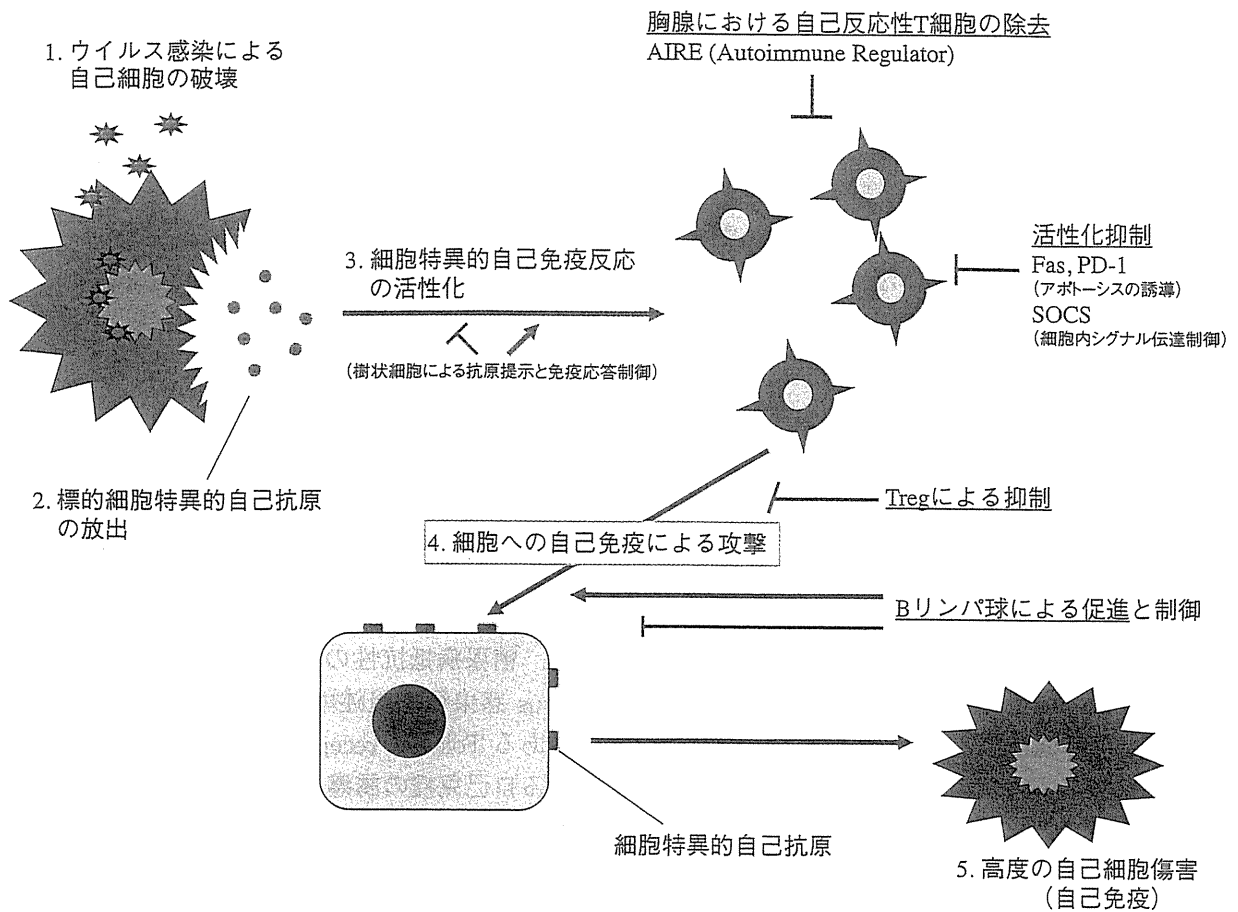 1. ウイルス感染による
自己細胞の破壊
胸腺における自己反応性T細胞の除去
AIRE (Autoimmune Regulator)
3. 細胞特異的自己免疫反応
の活性化
(樹状細胞による抗原提示と免疫応答制御)
活性化抑制
Fas, PD-1
(アポトーシスの誘導)
SOCS
(細胞内シグナル伝達制御)
2. 標的細胞特異的自己抗原
の放出
Tregによる抑制
4. 細胞への自己免疫による攻撃
Bリンパ球による促進と制御
細胞特異的自己抗原
5. 高度の自己細胞傷害
(自己免疫)